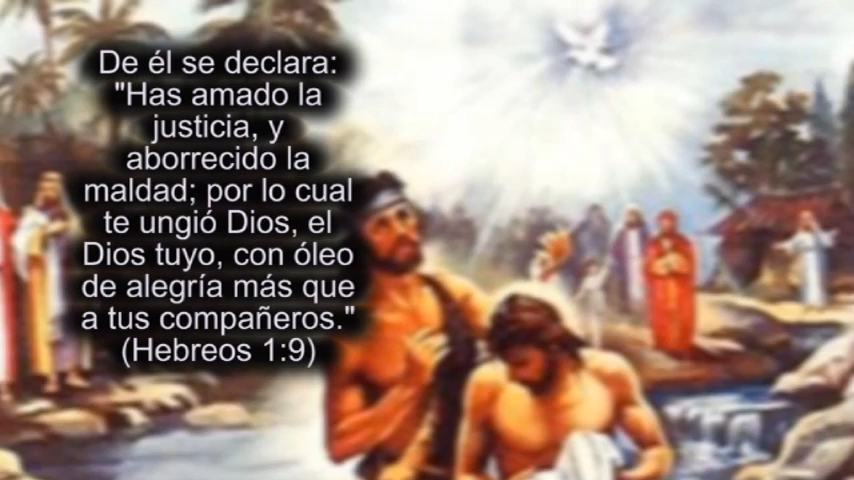 De él se declara:
"Has amado la
justicia, y
aborrecido la
maldad; por lo cual
te ungió Dios, el
Dios tuyo, con óleo
de alegría más que
a tus compañeros."
(Hebreos 1:9)